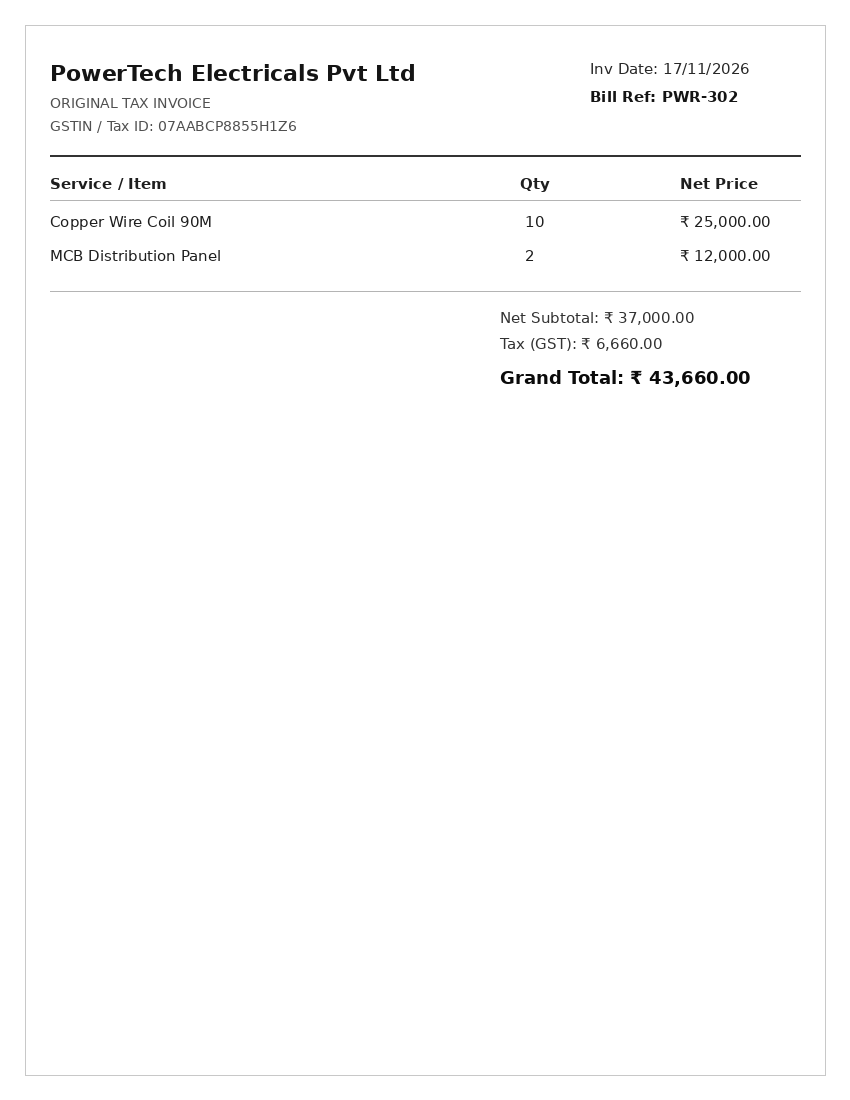 PowerTech Electricals Pvt Ltd
Inv Date: 17/11/2026
Bill Ref: PWR-302
ORIGINAL TAX INVOICE
GSTIN / Tax ID: 07AABCP8855H1Z6
Service / Item Qty Net Price
Copper Wire Coil 90M 10 ₹ 25,000.00
MCB Distribution Panel 2 ₹ 12,000.00
Net Subtotal: ₹ 37,000.00
Tax (GST): ₹ 6,660.00
Grand Total: ₹ 43,660.00